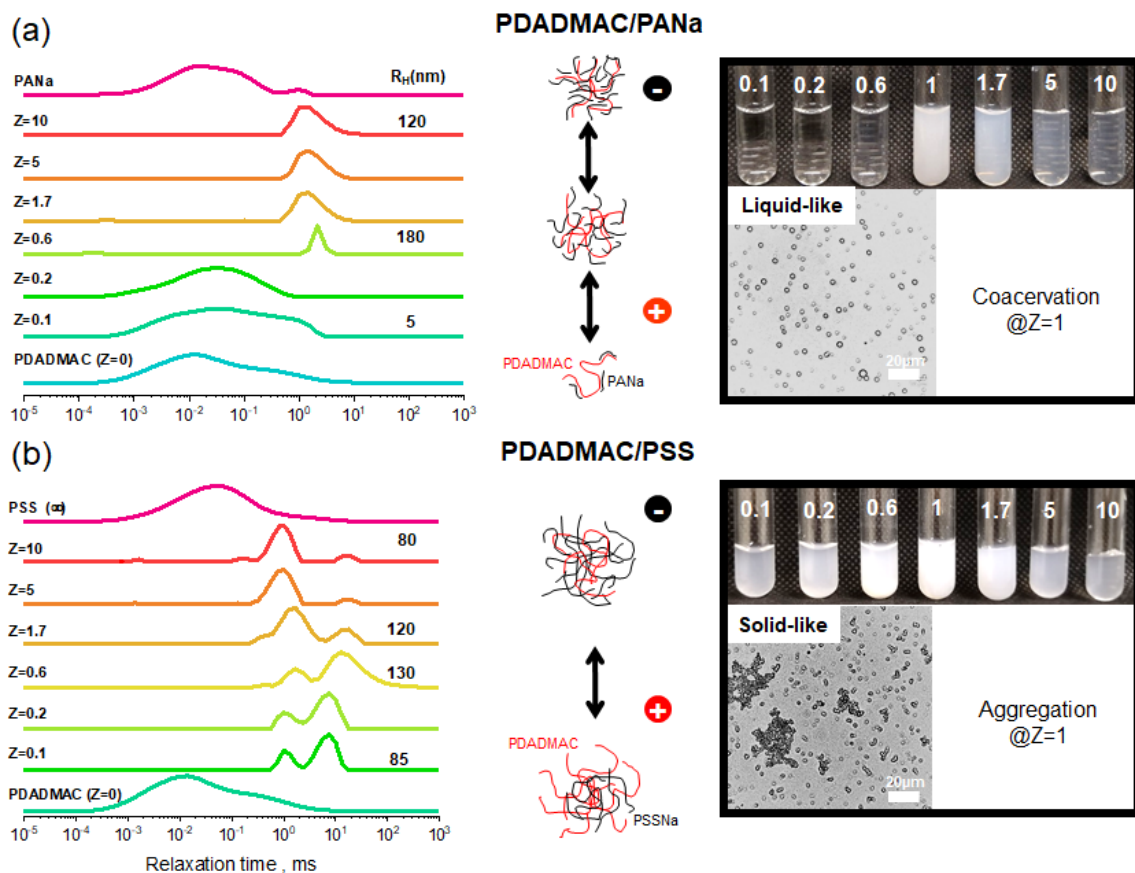 (a)
PDADMAC/PANa
PANa
R_H(nm)
Z=10
120
Z=5
Z=1.7
Z=0.6
180
Z=0.2
Z=0.1
5
PDADMAC (Z=0)
10⁻⁵ 10⁻⁴ 10⁻³ 10⁻² 10⁻¹ 10⁰ 10¹ 10² 10³
-
+
PDADMAC
PANa
0.1 0.2 0.6 1 1.7 5 10
Liquid-like
20µm
Coacervation
@Z=1
(b)
PDADMAC/PSS
PSS (∞)
Z=10
80
Z=5
Z=1.7
120
Z=0.6
130
Z=0.2
Z=0.1
85
PDADMAC (Z=0)
10⁻⁵ 10⁻⁴ 10⁻³ 10⁻² 10⁻¹ 10⁰ 10¹ 10² 10³
Relaxation time , ms
-
+
PDADMAC
PSSNa
0.1 0.2 0.6 1 1.7 5 10
Solid-like
20µm
Aggregation
@Z=1